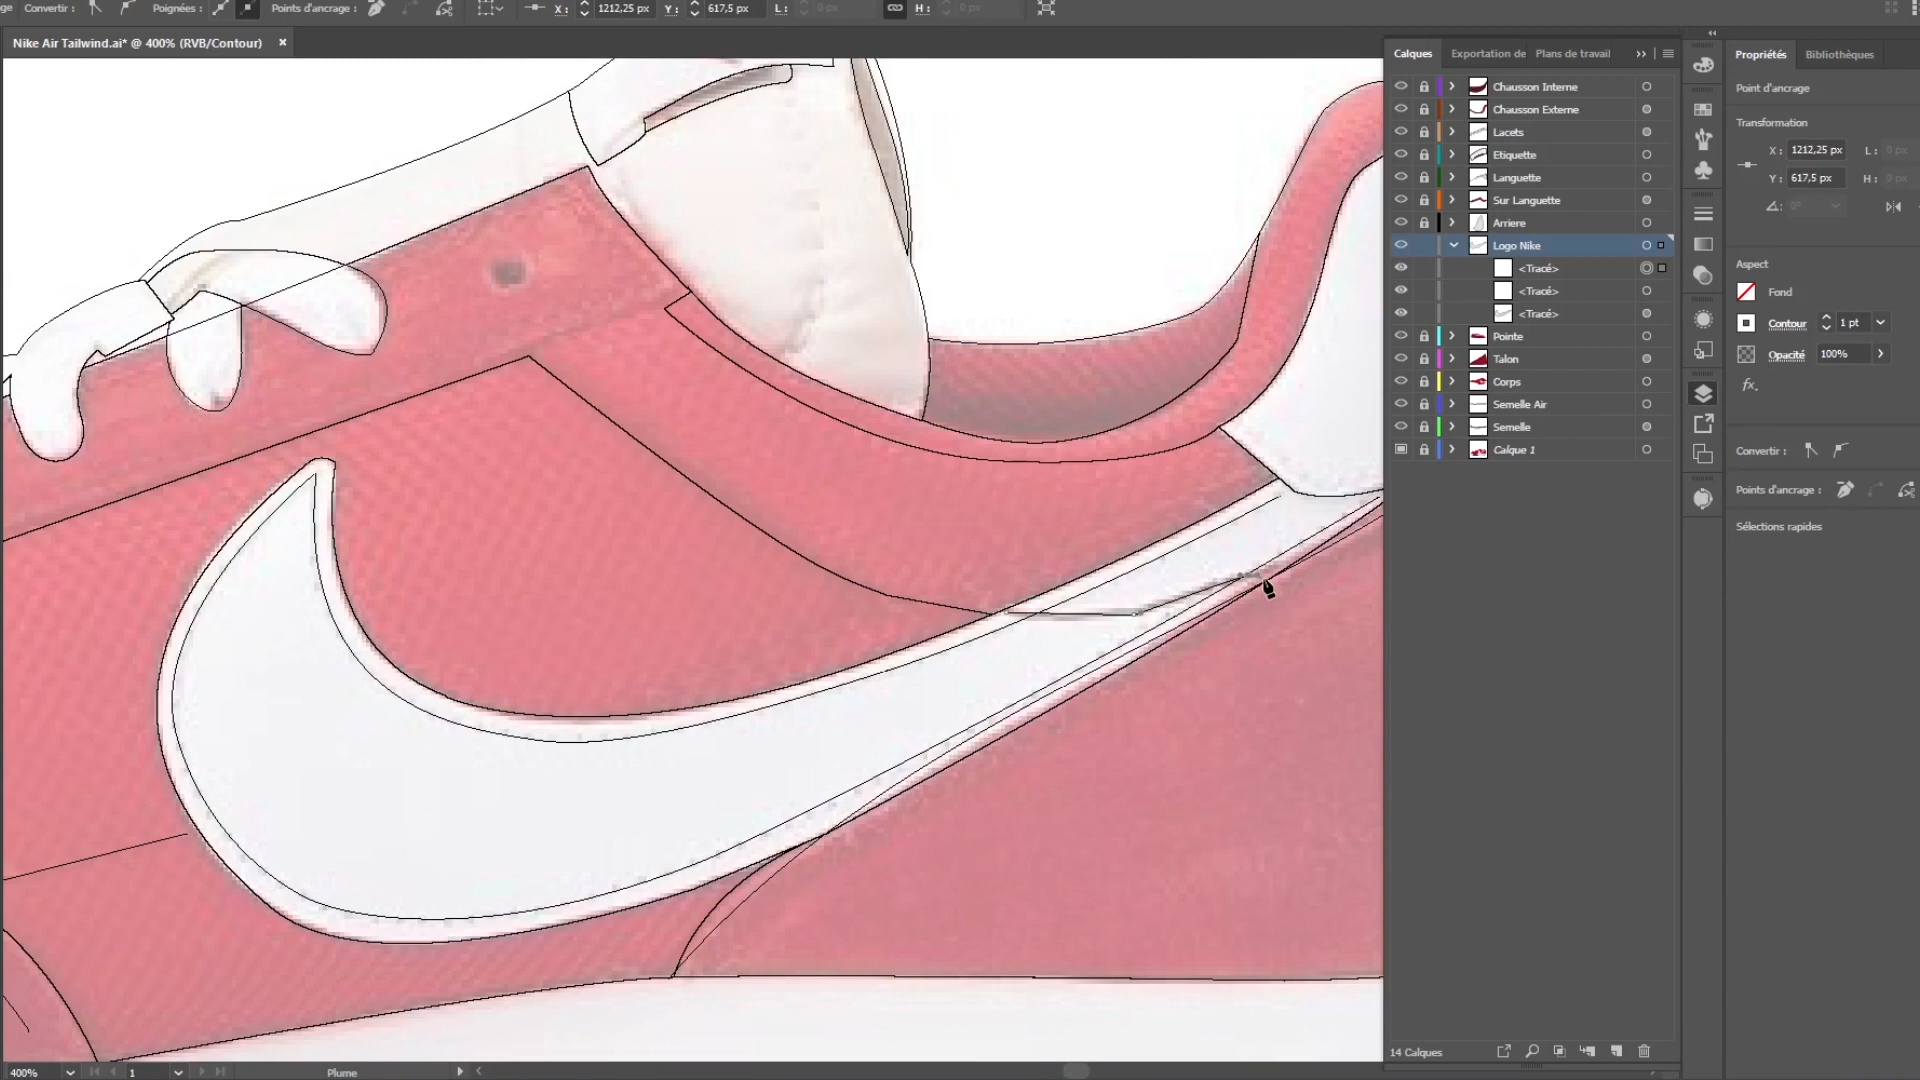 ge Convertir : Poignées : Points d'ancrage : X : 1212,25 px Y : 617,5 px L : 0 px H : 0 px
Nike Air Tailwind.ai* @ 400% (RVB/Contour) ×
Calques Exportation de Plans de travail
Chausson Interne
Chausson Externe
Lacets
Etiquette
Languette
Sur Languette
Arriere
Logo Nike
<Tracé>
<Tracé>
<Tracé>
Pointe
Talon
Corps
Semelle Air
Semelle
Calque 1
14 Calques
Propriétés Bibliothèques
Point d'ancrage
Transformation
X : 1212,25 px L : 0 px
Y : 617,5 px H : 0 px
0°
Aspect
Fond
Contour 1 pt
Opacité 100%
fx.
Convertir :
Points d'ancrage :
Sélections rapides
400% 1 Plume